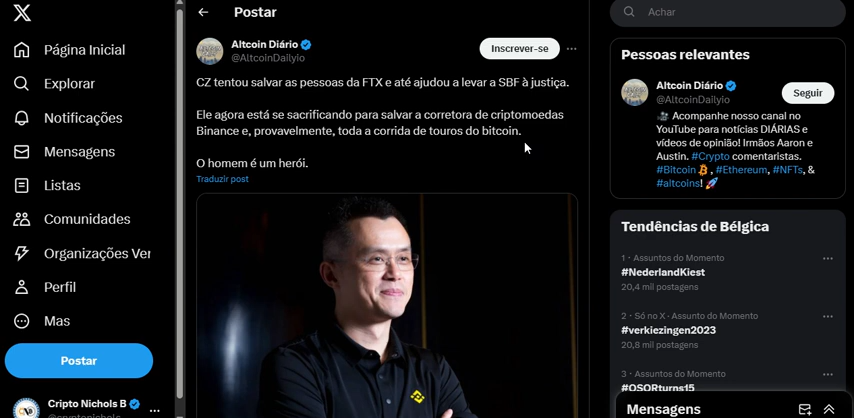 Página Inicial
Explorar
Notificações
Mensagens
Listas
Comunidades
Organizações Ver
Perfil
Mas
Postar
Cripto Nichols B
@cryptonichols
Postar
Altcoin Diário
@AltcoinDailyio
Inscrever-se
CZ tentou salvar as pessoas da FTX e até ajudou a levar a SBF à justiça.
Ele agora está se sacrificando para salvar a corretora de criptomoedas
Binance e, provavelmente, toda a corrida de touros do bitcoin.
O homem é um herói.
Traduzir post
Achar
Pessoas relevantes
Altcoin Diário
@AltcoinDailyio
Seguir
Acompanhe nosso canal no
YouTube para notícias DIÁRIAS e
vídeos de opinião! Irmãos Aaron e
Austin. #Crypto comentaristas.
#Bitcoin , #Ethereum, #NFTs, &
#altcoins!
Tendências de Bélgica
1 · Assuntos do Momento
#NederlandKiest
20,4 mil postagens
2 · Só no X · Assunto do Momento
#verkiezingen2023
20,8 mil postagens
3 · Assuntos do Momento
#QSORturns15
Mensagens